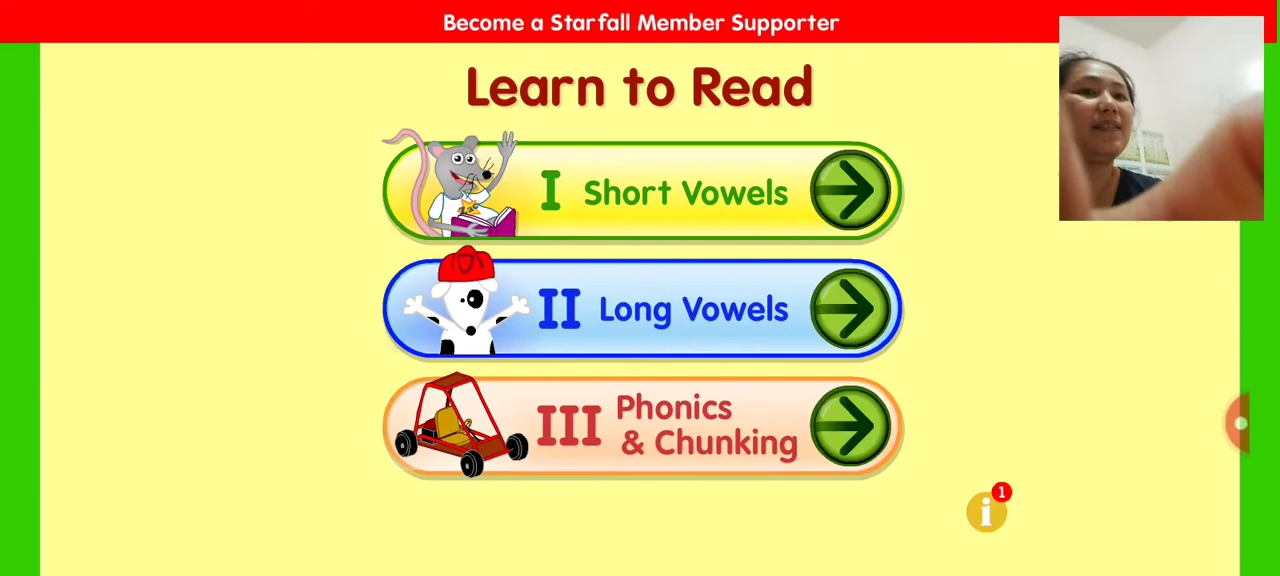 Become a Starfall Member Supporter
Learn to Read
I Short Vowels
II Long Vowels
III Phonics
& Chunking
i 1